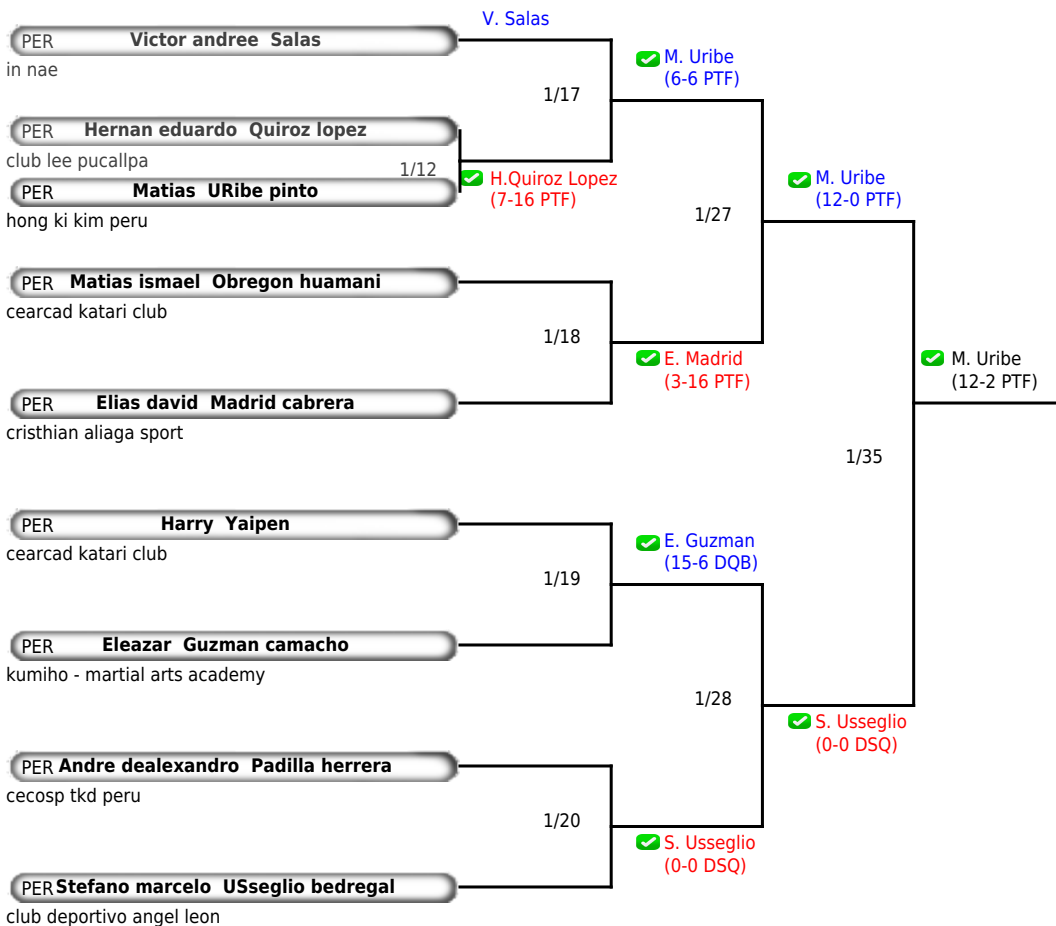 V. Salas
PER Victor andree Salas
in nae
M. Uribe
(6-6 PTF)
1/17
PER Hernan eduardo Quiroz lopez
club lee pucallpa
1/12
H.Quiroz Lopez
(7-16 PTF)
PER Matias URibe pinto
hong ki kim peru
M. Uribe
(12-0 PTF)
1/27
PER Matias ismael Obregon huamani
cearcad katari club
1/18
E. Madrid
(3-16 PTF)
M. Uribe
(12-2 PTF)
PER Elias david Madrid cabrera
cristhian aliaga sport
1/35
PER Harry Yaipen
cearcad katari club
E. Guzman
(15-6 DQB)
1/19
PER Eleazar Guzman camacho
kumiho - martial arts academy
1/28
S. Usseglio
(0-0 DSQ)
PER Andre dealexandro Padilla herrera
cecosp tkd peru
1/20
S. Usseglio
(0-0 DSQ)
PER Stefano marcelo USseglio bedregal
club deportivo angel leon